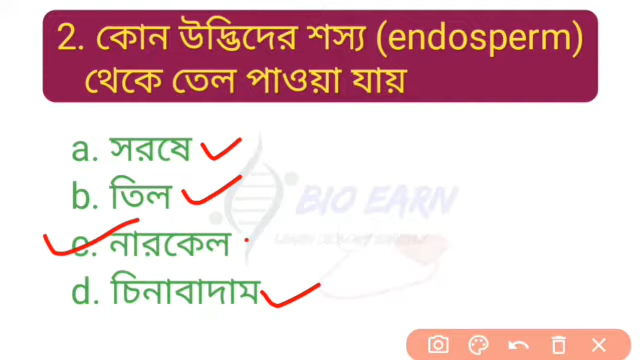 2. কোন উদ্ভিদের শস্য (endosperm)
থেকে তেল পাওয়া যায়
a. সরষে
b. তিল
BIO EARN
c. নারকেল
d. চিনাবাদাম